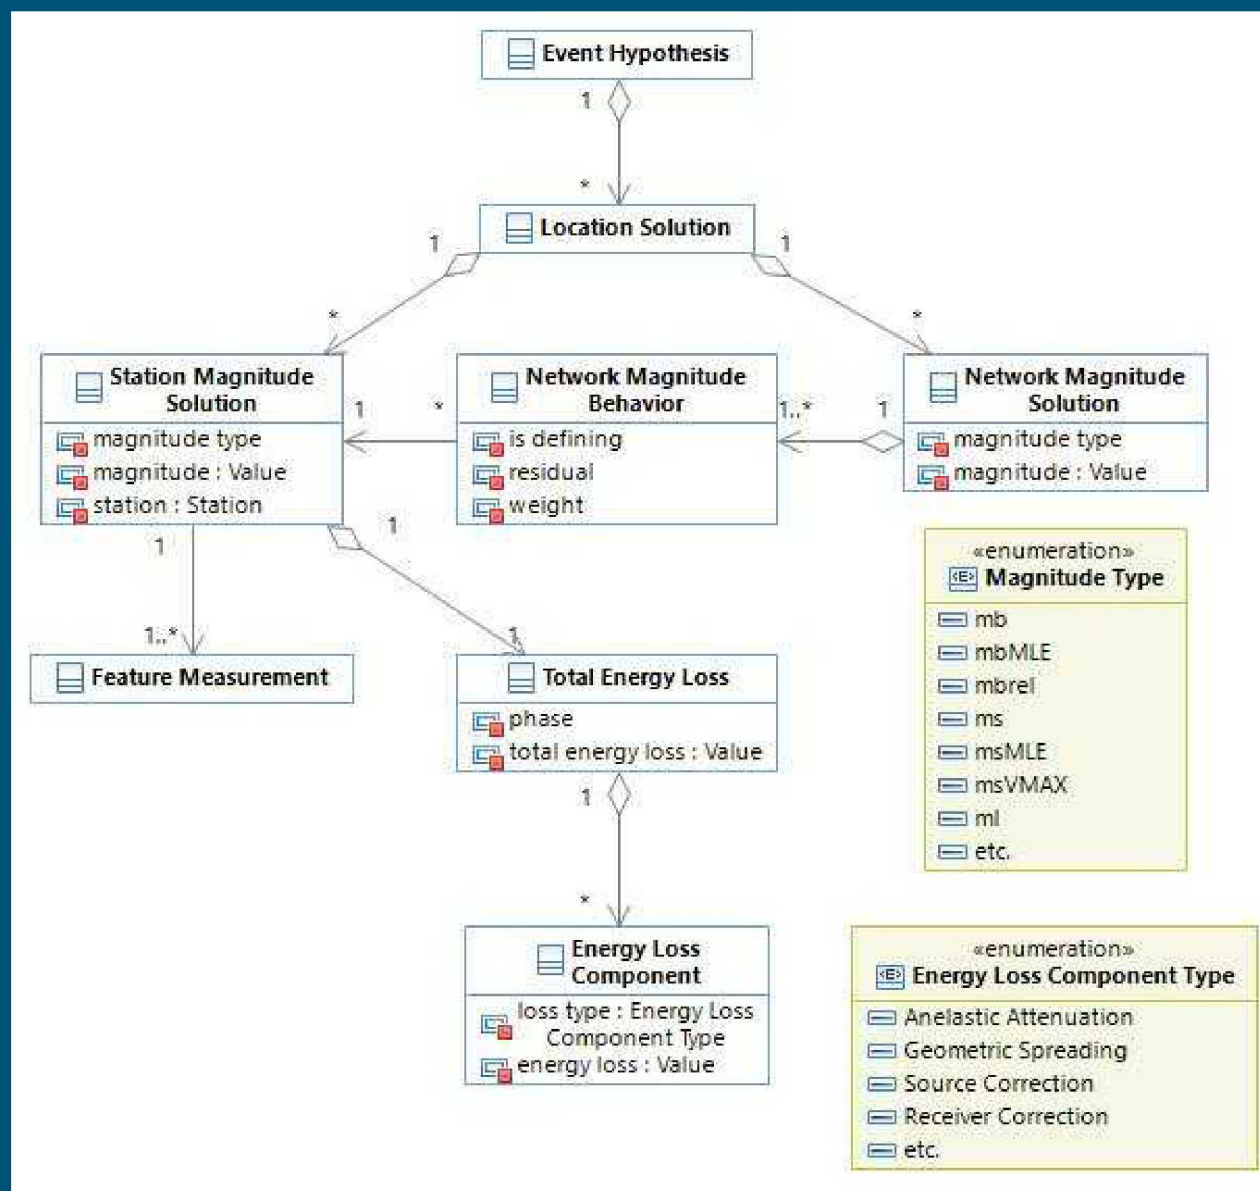 Event Hypothesis
1
*
Location Solution
1
1
*
*
Station Magnitude
Solution
magnitude type
magnitude : Value
station : Station
1
*
Network Magnitude
Behavior
is defining
residual
weight
1..*
1
Network Magnitude
Solution
magnitude type
magnitude : Value
1
1
1..*
1
Feature Measurement
Total Energy Loss
phase
total energy loss : Value
1
*
Energy Loss
Component
loss type : Energy Loss
Component Type
energy loss : Value
«enumeration»
<E> Magnitude Type
mb
mbMLE
mbrel
ms
msMLE
msVMAX
ml
etc.
«enumeration»
<E> Energy Loss Component Type
Anelastic Attenuation
Geometric Spreading
Source Correction
Receiver Correction
etc.